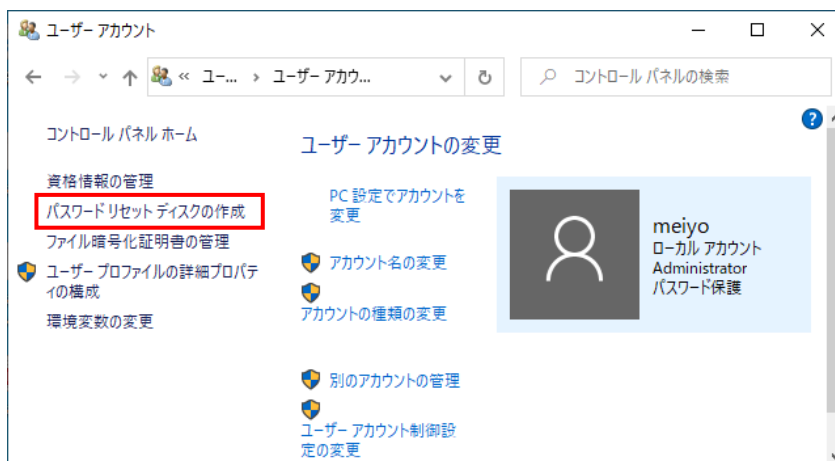 ユーザー アカウント
« ユー... › ユーザー アカウ...
コントロール パネルの検索
コントロール パネル ホーム
資格情報の管理
パスワード リセット ディスクの作成
ファイル暗号化証明書の管理
ユーザー プロファイルの詳細プロパテ
ィの構成
環境変数の変更
ユーザー アカウントの変更
PC 設定でアカウントを
変更
アカウント名の変更
アカウントの種類の変更
別のアカウントの管理
ユーザー アカウント制御設
定の変更
meiyo
ローカル アカウント
Administrator
パスワード保護
?